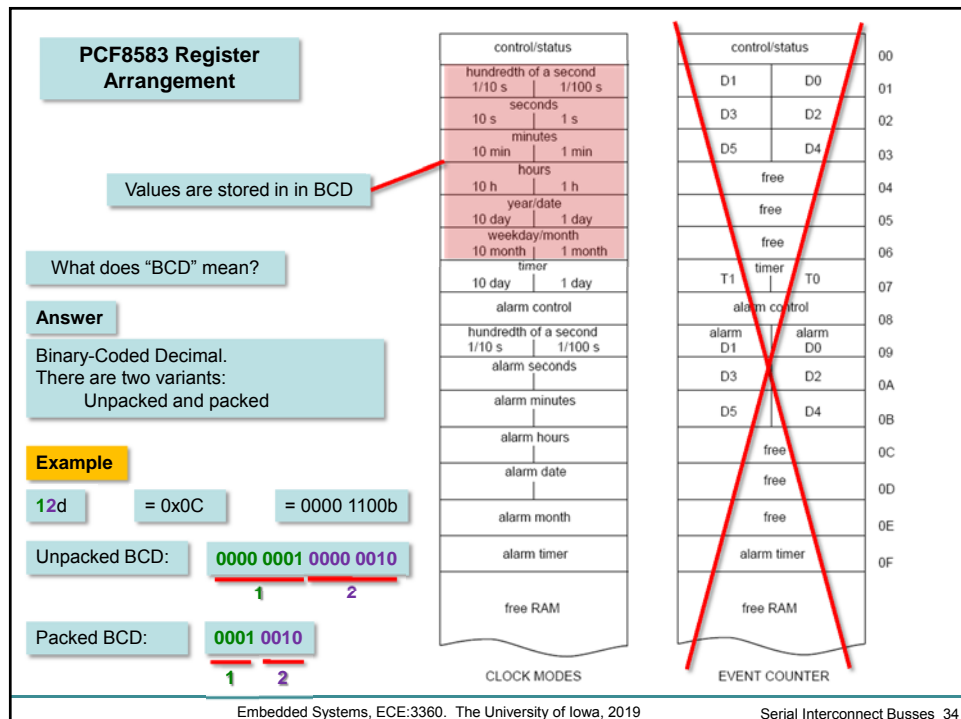 PCF8583 Register
Arrangement
Values are stored in in BCD
What does “BCD” mean?
Answer
Binary-Coded Decimal.
There are two variants:
Unpacked and packed
Example
12d
= 0x0C
= 0000 1100b
Unpacked BCD:
0000 0001 0000 0010
1 2
Packed BCD:
0001 0010
1 2
control/status
hundredth of a second
1/10 s 1/100 s
seconds
10 s 1 s
minutes
10 min 1 min
hours
10 h 1 h
year/date
10 day 1 day
weekday/month
10 month 1 month
timer
10 day 1 day
alarm control
hundredth of a second
1/10 s 1/100 s
alarm seconds
alarm minutes
alarm hours
alarm date
alarm month
alarm timer
free RAM
CLOCK MODES
control/status 00
D1 D0 01
D3 D2 02
D5 D4 03
free 04
free 05
free 06
timer
T1 T0 07
alarm control 08
alarm alarm
D1 D0 09
D3 D2 0A
D5 D4 0B
free 0C
free 0D
free 0E
alarm timer 0F
free RAM
EVENT COUNTER
Embedded Systems, ECE:3360. The University of Iowa, 2019
Serial Interconnect Busses 34